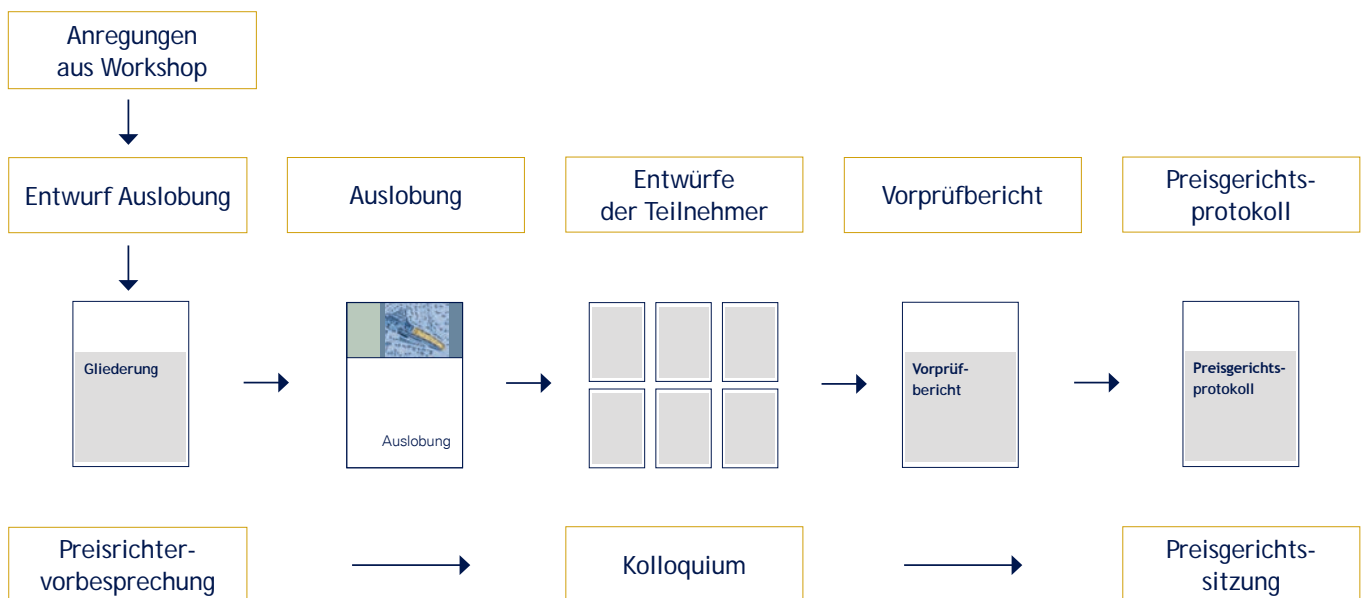 Anregungen
aus Workshop
Entwurf Auslobung
Auslobung
Entwürfe
der Teilnehmer
Vorprüfbericht
Preisgerichts-
protokoll
Gliederung
Auslobung
Vorprüf-
bericht
Preisgerichts-
protokoll
Preisrichter-
vorbesprechung
Kolloquium
Preisgerichts-
sitzung